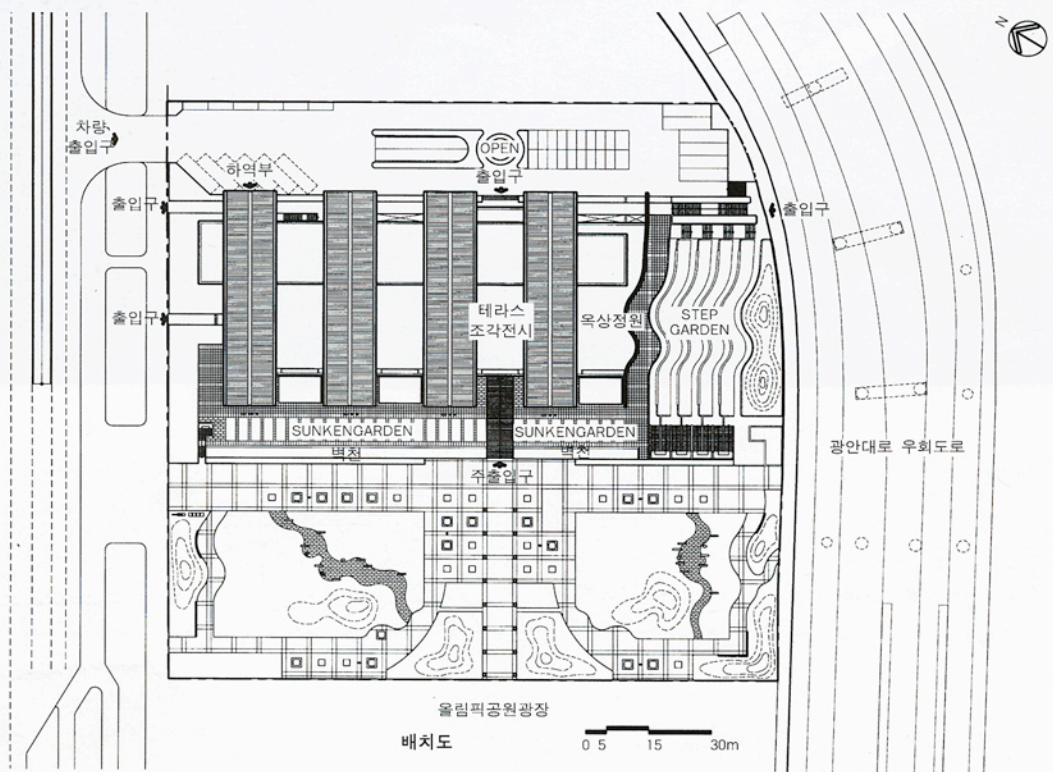 N
차량
출입구
OPEN
하역부
출입구
출입구
출입구
출입구
테라스
조각전시
옥상정원
STEP
GARDEN
SUNKENGARDEN
SUNKENGARDEN
벽천
벽천
주출입구
광안대로 우회도로
올림픽공원광장
배치도
0 5 15 30m